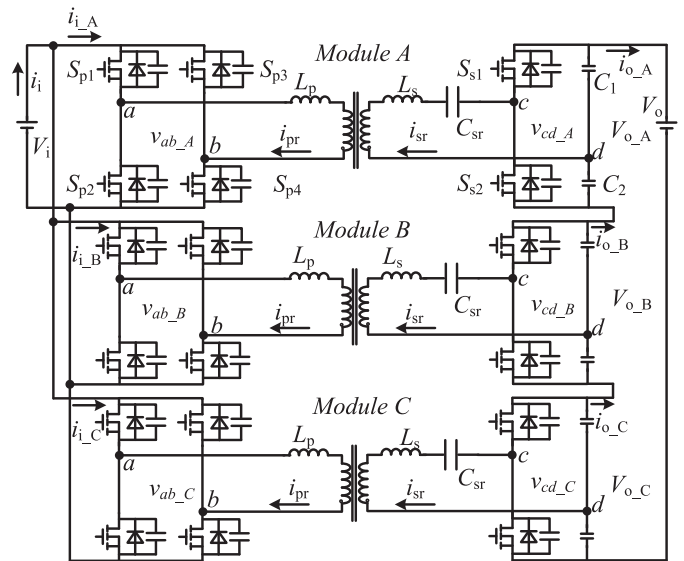 i_i_A
Module A
S_p1
S_p3
L_p
L_s
S_s1
i_o_A
C_1
i_i
a
v_ab_A
C_sr
c
v_cd_A
V_o_A
V_o
V_i
b
i_pr
i_sr
d
S_p2
S_p4
S_s2
C_2
Module B
i_i_B
L_p
L_s
i_o_B
a
v_ab_B
C_sr
c
v_cd_B
V_o_B
b
i_pr
i_sr
d
Module C
i_i_C
L_p
L_s
i_o_C
a
v_ab_C
C_sr
c
v_cd_C
V_o_C
b
i_pr
i_sr
d